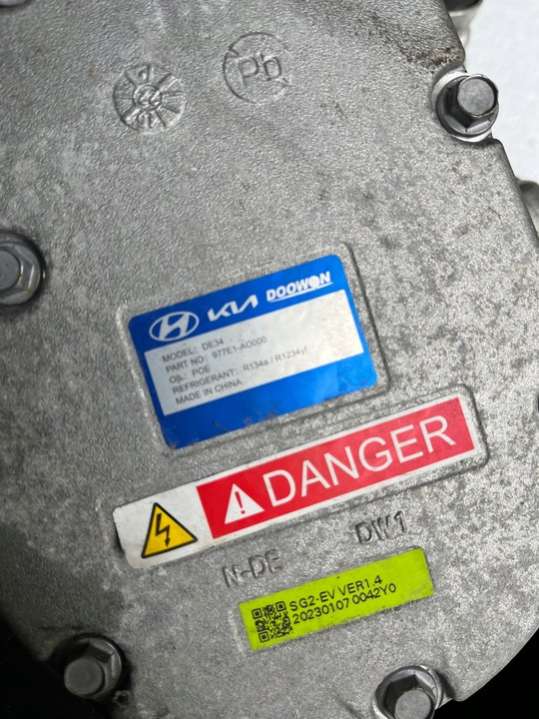 Pb
KIA DOOWON
MODEL: DE34
PART NO: 977E1-A0000
OIL: POE
REFRIGERANT: R134a / R1234yf
MADE IN CHINA
DANGER
N-DE DW1
SG2-EV VER1.4
20230107 0042Y0